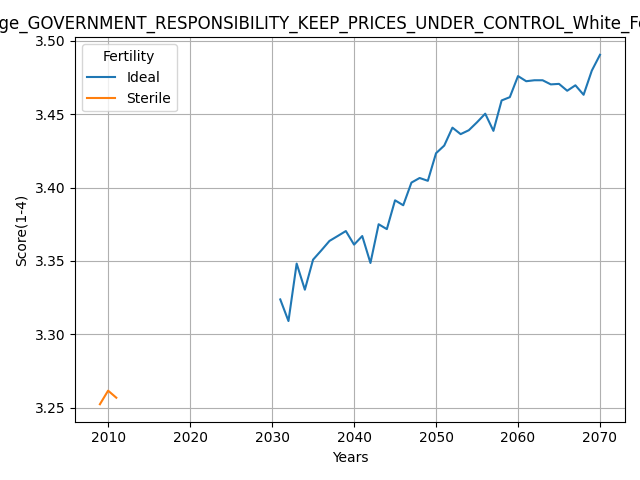 ge_GOVERNMENT_RESPONSIBILITY_KEEP_PRICES_UNDER_CONTROL_White_Fe
3.50
3.45
3.40
3.35
3.30
3.25
Score(1-4)
Fertility
Ideal
Sterile
2010 2020 2030 2040 2050 2060 2070
Years